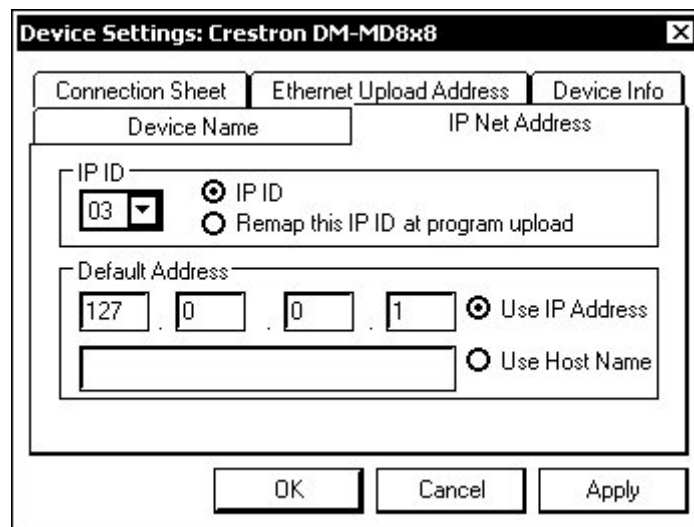 Device Settings: Crestron DM-MD8x8
Connection Sheet Ethernet Upload Address Device Info
Device Name IP Net Address
IP ID
03 IP ID
Remap this IP ID at program upload
Default Address
127 . 0 . 0 . 1 Use IP Address
Use Host Name
OK Cancel Apply